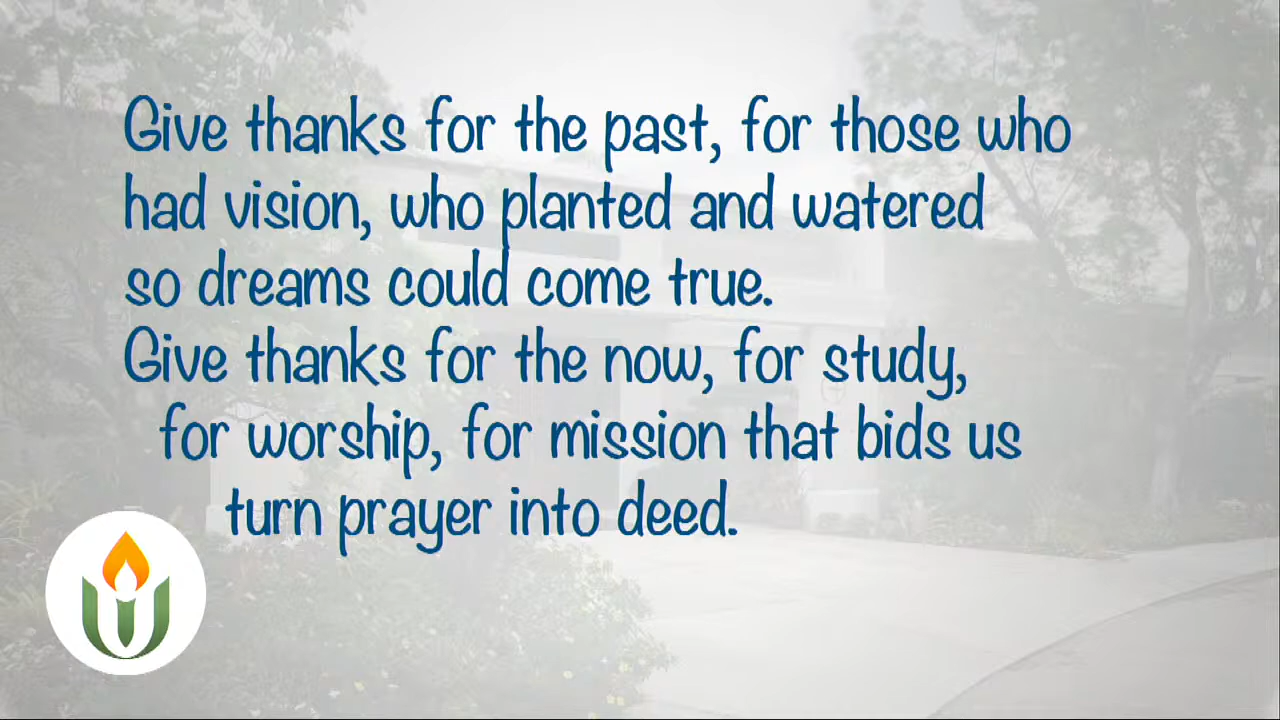 Give thanks for the past, for those who
had vision, who planted and watered
so dreams could come true.
Give thanks for the now, for study,
for worship, for mission that bids us
turn prayer into deed.